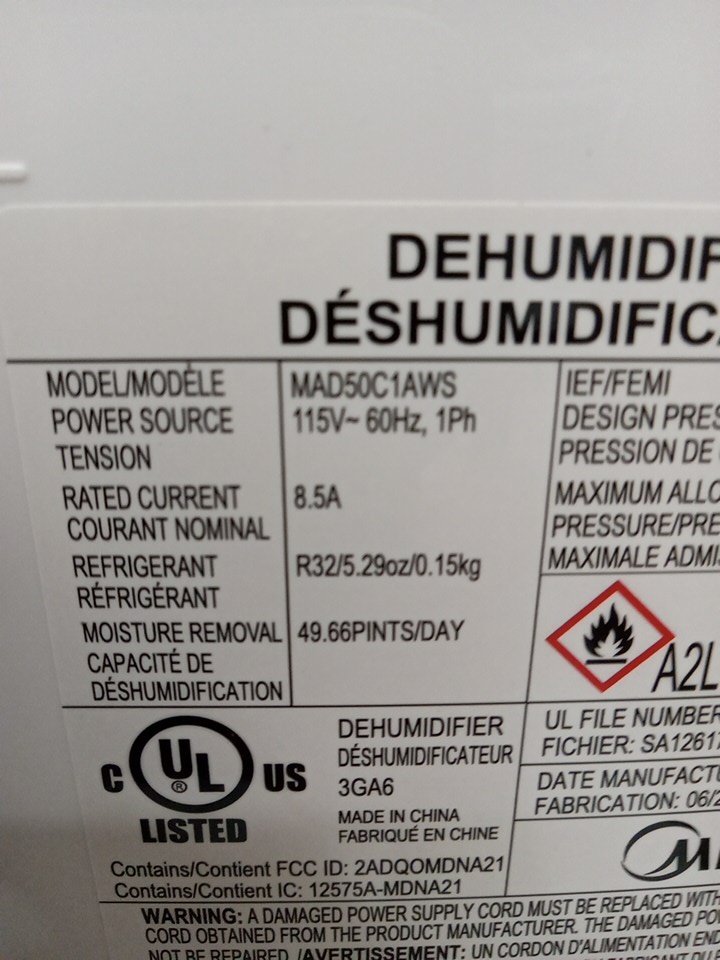 DEHUMIDIF
DÉSHUMIDIFICA
MODEL/MODÈLE MAD50C1AWS IEF/FEMI
POWER SOURCE 115V~ 60Hz, 1Ph DESIGN PRES
TENSION PRESSION DE
RATED CURRENT 8.5A MAXIMUM ALLO
COURANT NOMINAL PRESSURE/PRE
REFRIGERANT R32/5.29oz/0.15kg MAXIMALE ADMI
RÉFRIGÉRANT
MOISTURE REMOVAL 49.66PINTS/DAY
CAPACITÉ DE A2L
DÉSHUMIDIFICATION
DEHUMIDIFIER UL FILE NUMBER
DÉSHUMIDIFICATEUR FICHIER: SA1261
C UL ® US
3GA6 DATE MANUFACTU
MADE IN CHINA FABRICATION: 06/2
LISTED FABRIQUÉ EN CHINE
Contains/Contient FCC ID: 2ADQOMDNA21
Contains/Contient IC: 12575A-MDNA21
WARNING: A DAMAGED POWER SUPPLY CORD MUST BE REPLACED WITH
CORD OBTAINED FROM THE PRODUCT MANUFACTURER. THE DAMAGED PO
NOT BE REPAIRED. /AVERTISSEMENT: UN CORDON D'ALIMENTATION END